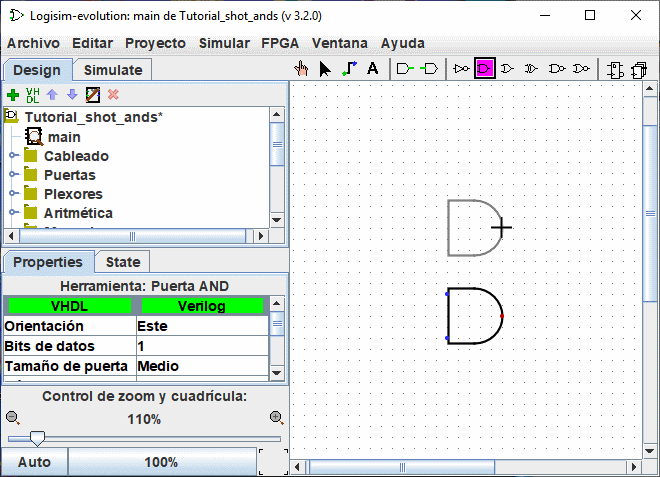 Logisim-evolution: main de Tutorial_shot_ands (v 3.2.0)
Archivo Editar Proyecto Simular FPGA Ventana Ayuda
Design Simulate
A
VH
DL
Tutorial_shot_ands*
main
Cableado
Puertas
Plexores
Aritmética
Properties State
Herramienta: Puerta AND
VHDL Verilog
Orientación Este
Bits de datos 1
Tamaño de puerta Medio
Control de zoom y cuadrícula:
110%
Auto 100%